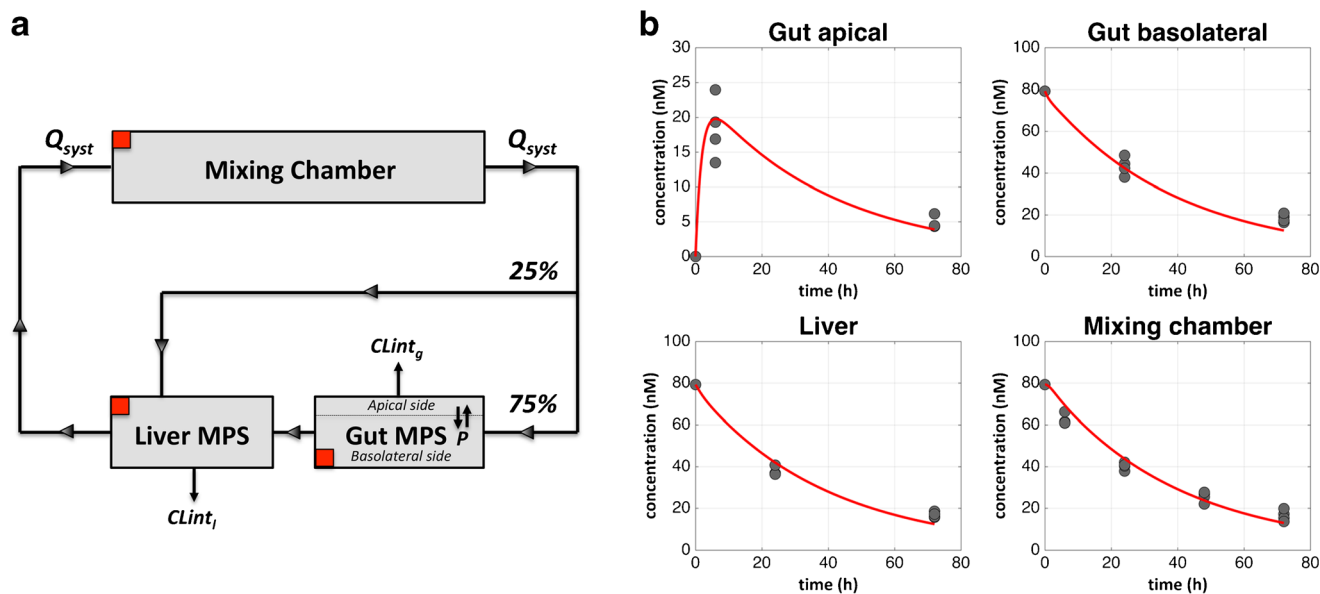 a
Q syst
Q syst
Mixing Chamber
25%
CLint g
75%
Apical side
Liver MPS
Gut MPS
P
Basolateral side
CLint l
b
Gut apical
concentration (nM)
30
25
20
15
10
5
0
0 20 40 60 80
time (h)
Gut basolateral
concentration (nM)
100
80
60
40
20
0
0 20 40 60 80
time (h)
Liver
concentration (nM)
100
80
60
40
20
0
0 20 40 60 80
time (h)
Mixing chamber
concentration (nM)
100
80
60
40
20
0
0 20 40 60 80
time (h)